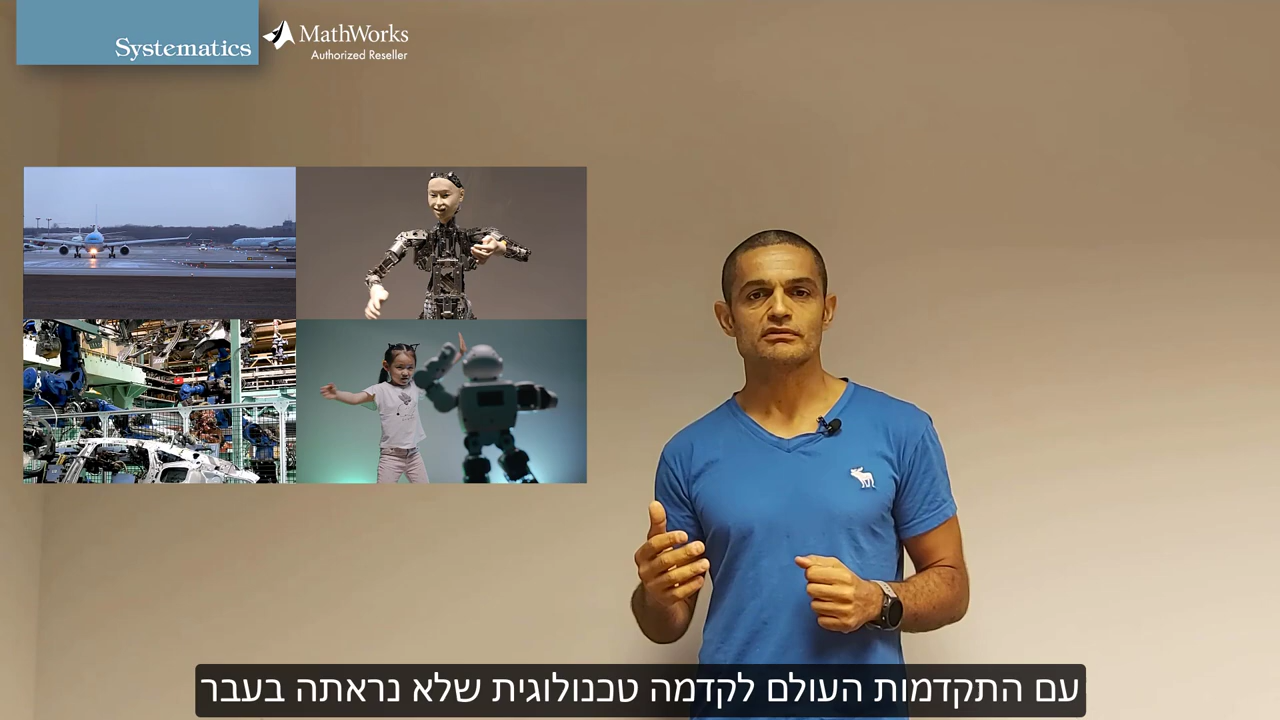 Systematics
MathWorks
Authorized Reseller
עם התקדמות העולם לקדמה טכנולוגית שלא נראתה בעבר